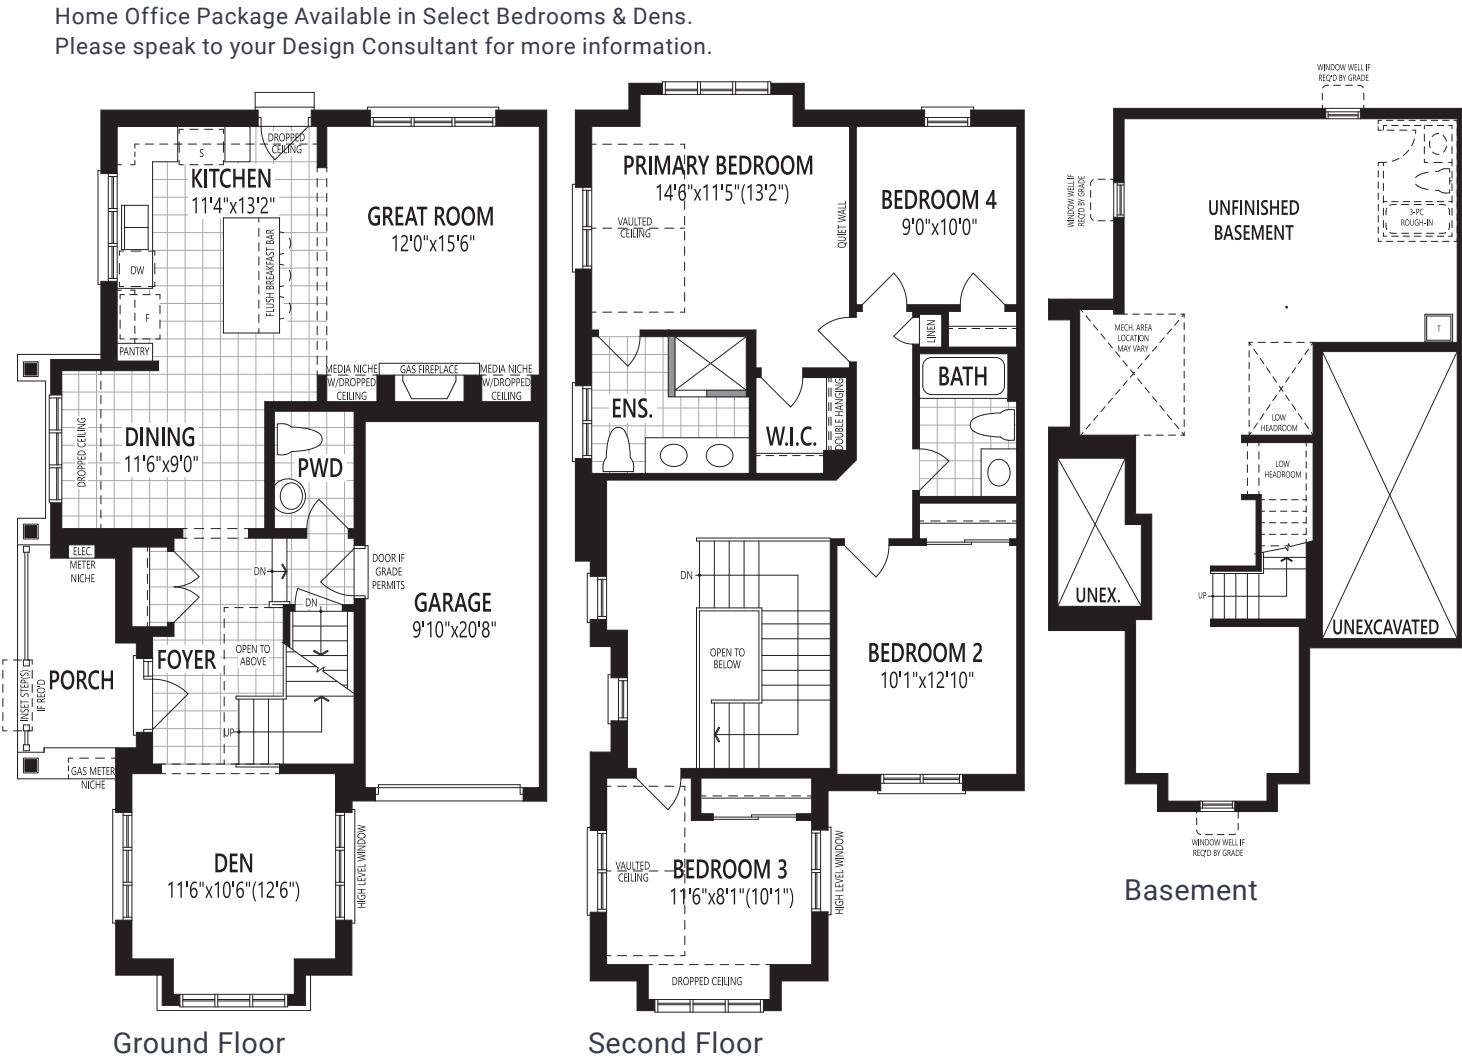 Home Office Package Available in Select Bedrooms & Dens.
Please speak to your Design Consultant for more information.
DROPPED
CEILING
S
KITCHEN
11'4"x13'2"
GREAT ROOM
12'0"x15'6"
FLUSH BREAKFAST BAR
DW
F
PANTRY
MEDIA NICHE
W/DROPPED
CEILING
GAS FIREPLACE
MEDIA NICHE
W/DROPPED
CEILING
DROPPED CEILING
DINING
11'6"x9'0"
PWD
ELEC.
METER
NICHE
DN
DN
DOOR IF
GRADE
PERMITS
GARAGE
9'10"x20'8"
FOYER
OPEN TO
ABOVE
PORCH
INSET STEP(S)
IF REQ'D
UP
GAS METER
NICHE
DEN
11'6"x10'6"(12'6")
HIGH LEVEL WINDOW
Ground Floor
PRIMARY BEDROOM
14'6"x11'5"(13'2")
VAULTED
CEILING
QUIET WALL
BEDROOM 4
9'0"x10'0"
LINEN
BATH
ENS.
W.I.C.
DOUBLE HANGING
DN
OPEN TO
BELOW
BEDROOM 2
10'1"x12'10"
VAULTED
CEILING
BEDROOM 3
11'6"x8'1"(10'1")
HIGH LEVEL WINDOW
DROPPED CEILING
Second Floor
WINDOW WELL IF
REQ'D BY GRADE
WINDOW WELL IF
REQ'D BY GRADE
UNFINISHED
BASEMENT
3-PC
ROUGH-IN
MECH. AREA
LOCATION
MAY VARY
T
LOW
HEADROOM
LOW
HEADROOM
UNEX.
UP
UNEXCAVATED
WINDOW WELL IF
REQ'D BY GRADE
Basement